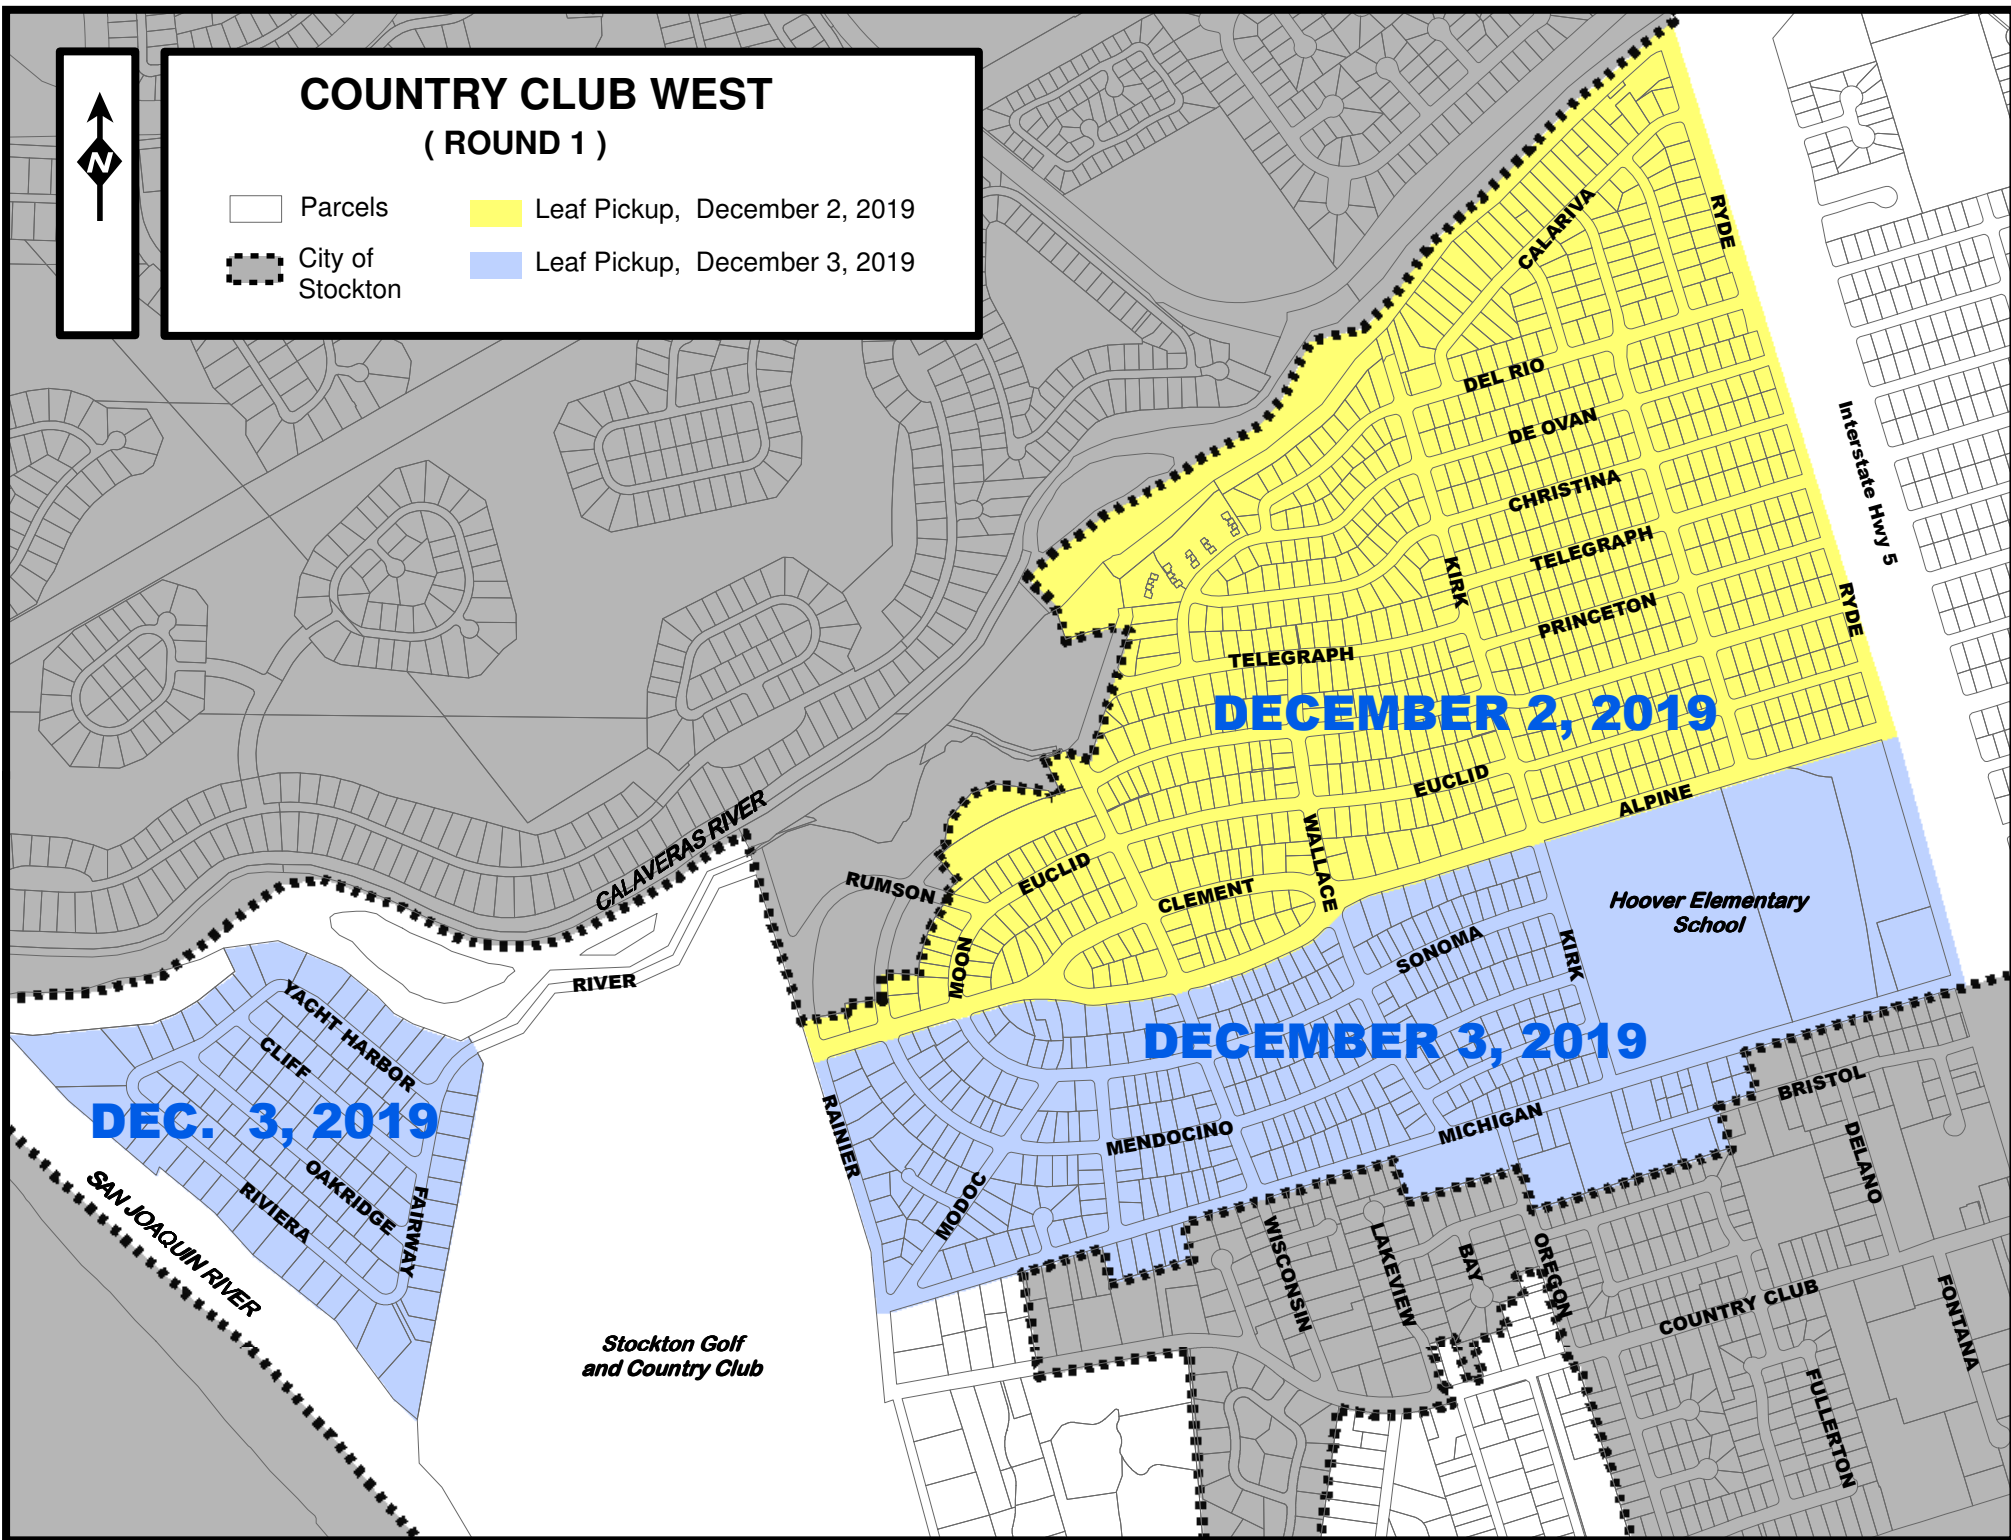 COUNTRY CLUB WEST
( ROUND 1 )
N
Parcels
Leaf Pickup, December 2, 2019
City of
Stockton
Leaf Pickup, December 3, 2019
CALARIVA
RYDE
DEL RIO
DE OVAN
Interstate Hwy 5
CHRISTINA
TELEGRAPH
KIRK
PRINCETON
RYDE
TELEGRAPH
DECEMBER 2, 2019
EUCLID
ALPINE
CALAVERAS RIVER
WALLACE
EUCLID
RUMSON
CLEMENT
Hoover Elementary
School
MOON
SONOMA
KIRK
RIVER
YACHT HARBOR
DECEMBER 3, 2019
CLIFF
DEC. 3, 2019
BRISTOL
RAINIER
MENDOCINO
MICHIGAN
DELANO
SAN JOAQUIN RIVER
OAKRIDGE
RIVIERA
FAIRWAY
MODOC
WISCONSIN
LAKEVIEW
BAY
OREGON
COUNTRY CLUB
FONTANA
Stockton Golf
and Country Club
FULLERTON